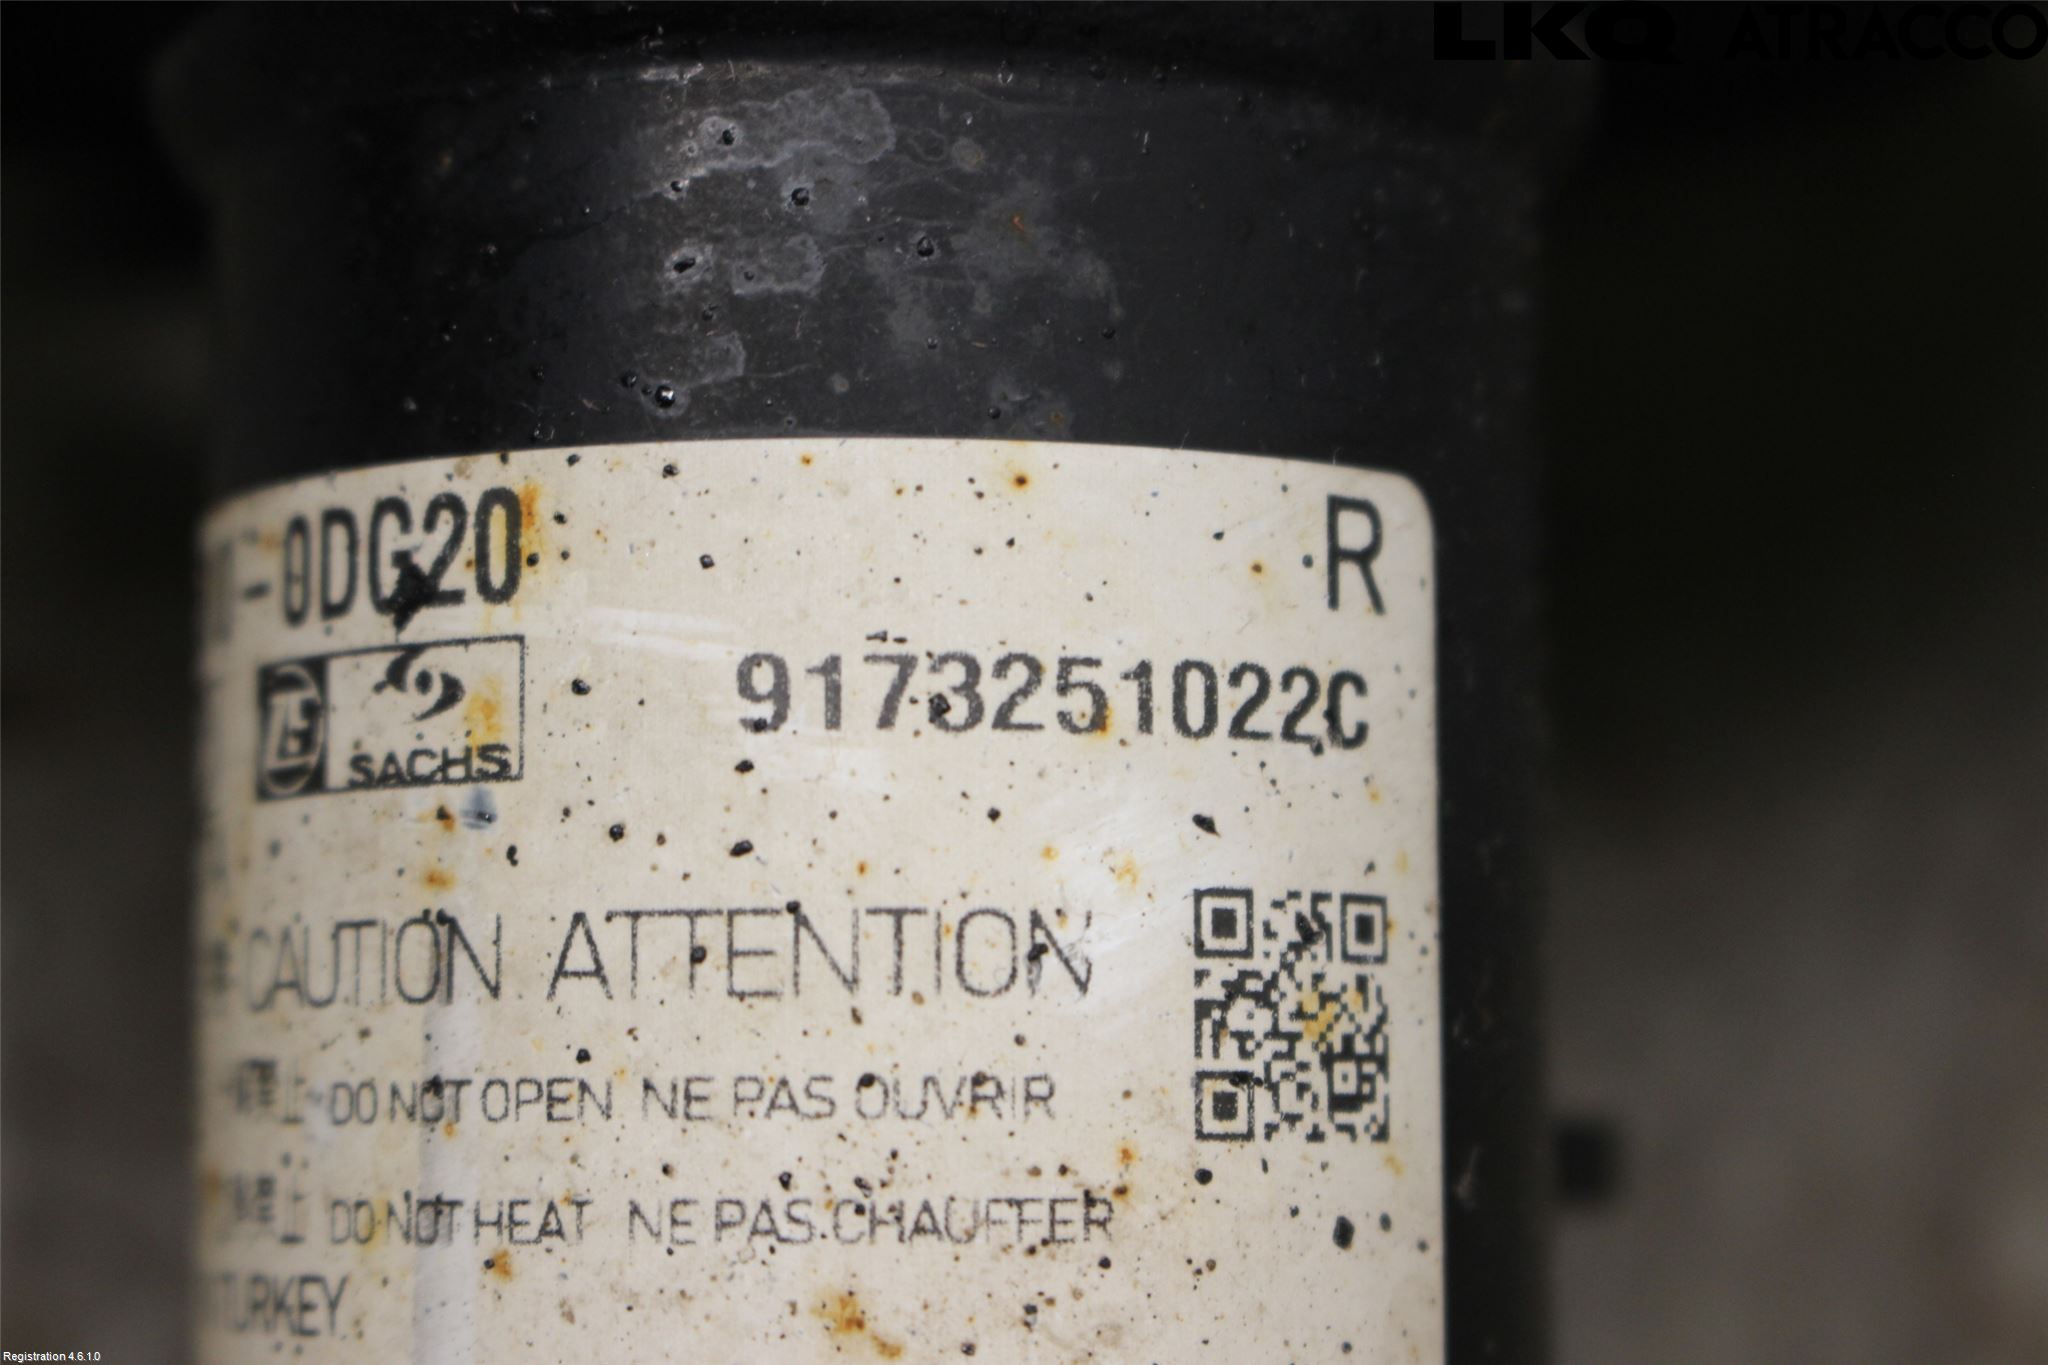 LKQ ATRACCO
-0DG20 R
ZF SACHS 9173251022C
CAUTION ATTENTION
DO NOT OPEN NE PAS OUVRIR
DO NOT HEAT NE PAS CHAUFFER
TURKEY
Registration 4.6.1.0